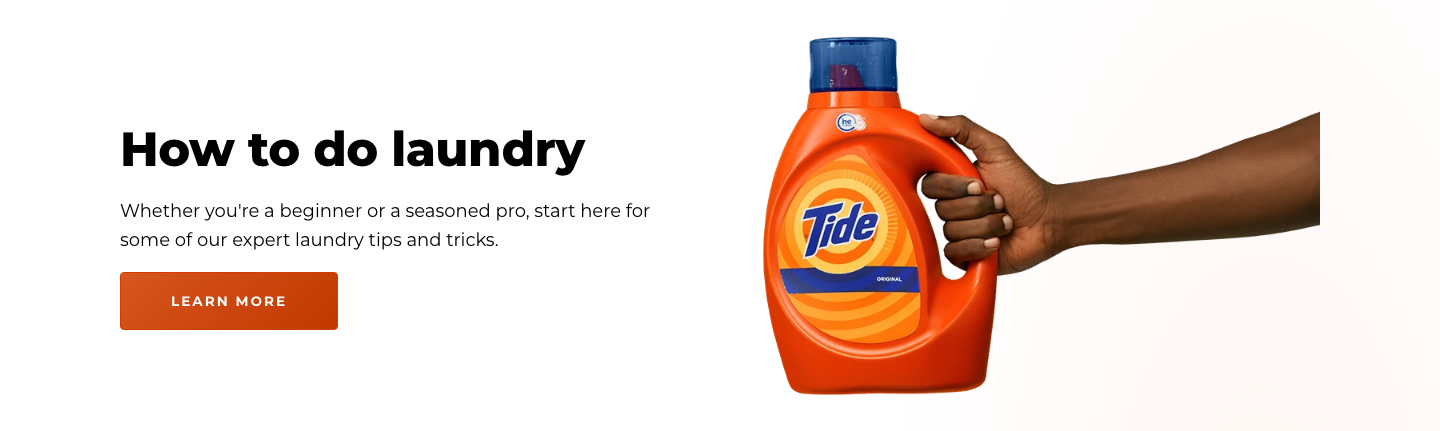 How to do laundry
Whether you're a beginner or a seasoned pro, start here for
some of our expert laundry tips and tricks.
LEARN MORE
he
Tide
ORIGINAL